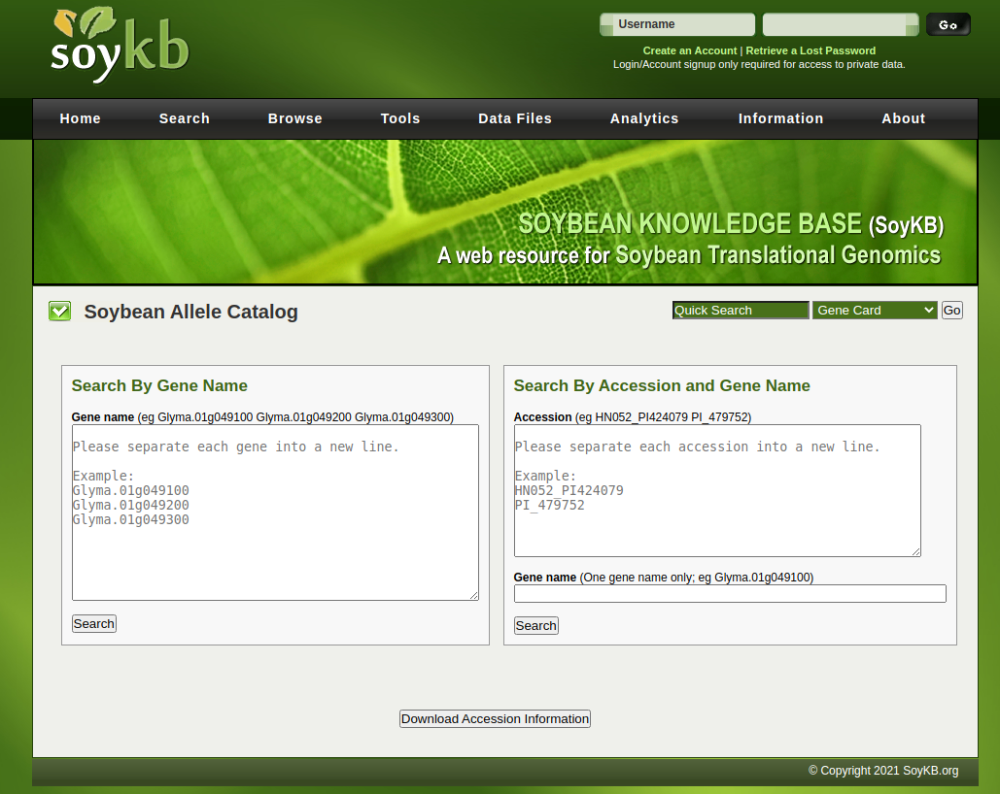 soykb
Username
Go
Create an Account | Retrieve a Lost Password
Login/Account signup only required for access to private data.
Home Search Browse Tools Data Files Analytics Information About
SOYBEAN KNOWLEDGE BASE (SoyKB)
A web resource for Soybean Translational Genomics
Soybean Allele Catalog
Quick Search Gene Card Go
Search By Gene Name
Gene name (eg Glyma.01g049100 Glyma.01g049200 Glyma.01g049300)
Please separate each gene into a new line.
Example:
Glyma.01g049100
Glyma.01g049200
Glyma.01g049300
Search
Search By Accession and Gene Name
Accession (eg HN052_PI424079 PI_479752)
Please separate each accession into a new line.
Example:
HN052_PI424079
PI_479752
Gene name (One gene name only; eg Glyma.01g049100)
Search
Download Accession Information
© Copyright 2021 SoyKB.org